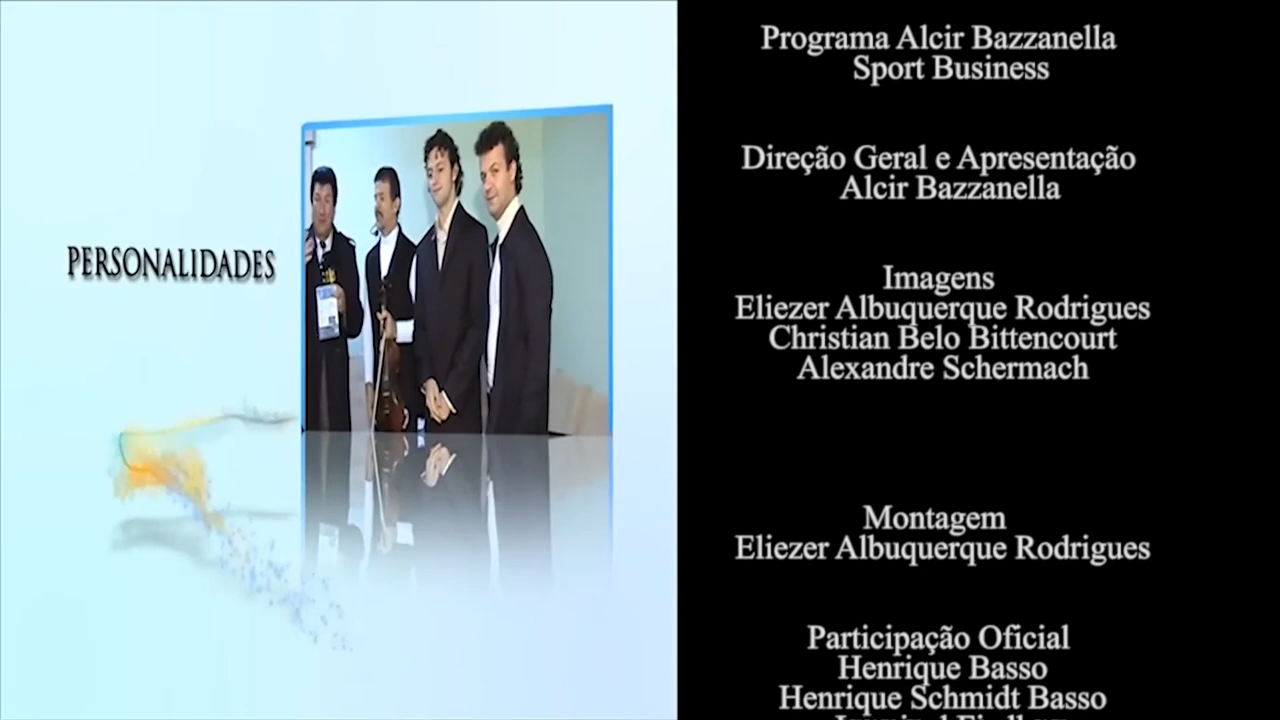 PERSONALIDADES
Programa Alcir Bazzanella
Sport Business
Direção Geral e Apresentação
Alcir Bazzanella
Imagens
Eliezer Albuquerque Rodrigues
Christian Belo Bittencourt
Alexandre Schermach
Montagem
Eliezer Albuquerque Rodrigues
Participação Oficial
Henrique Basso
Henrique Schmidt Basso